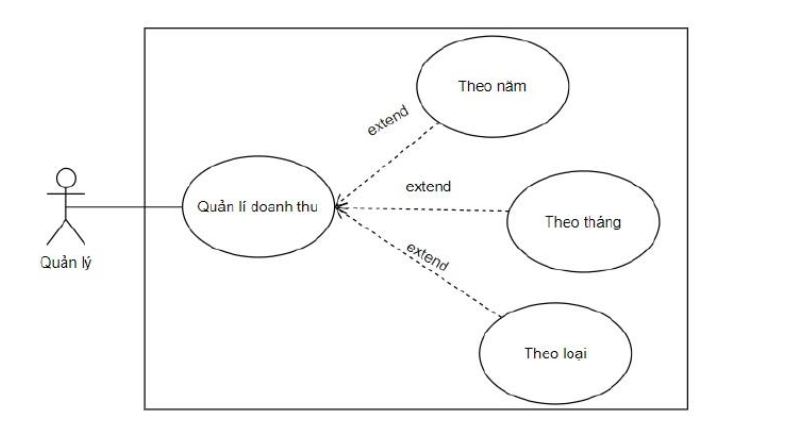 Theo năm
extend
extend
Quản lí doanh thu
Theo tháng
extend
Quản lý
Theo loại